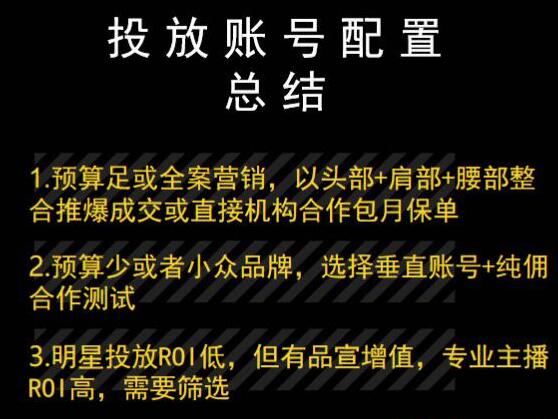 投放账号配置
总结
1.预算足或全案营销，以头部+肩部+腰部整
合推爆成交或直接机构合作包月保单
2.预算少或者小众品牌，选择垂直账号+纯佣
合作测试
3.明星投放ROI低，但有品宣增值，专业主播
ROI高，需要筛选